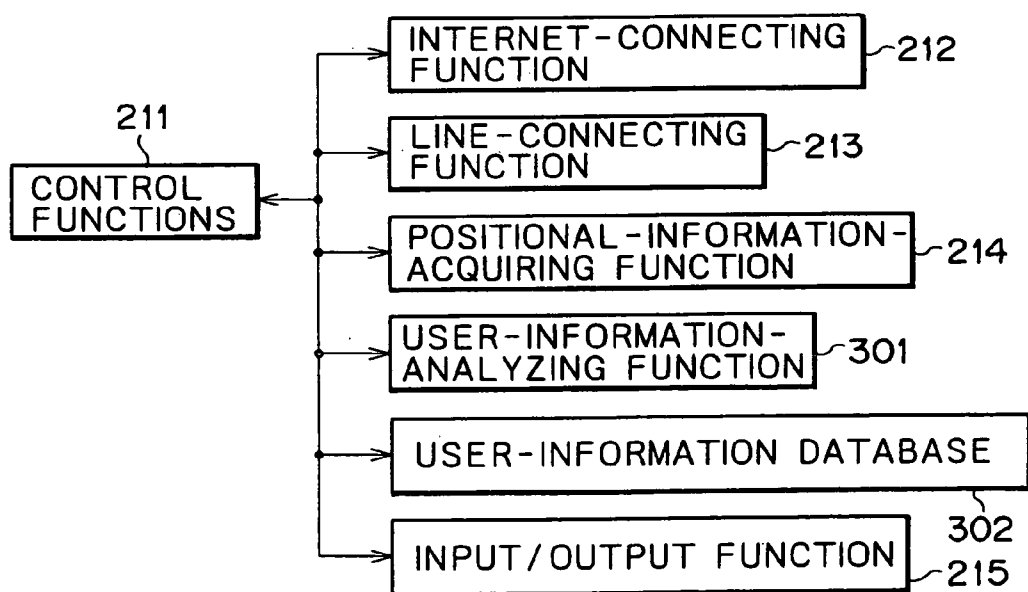 INTERNET-CONNECTING
FUNCTION
212
211
LINE-CONNECTING
FUNCTION
213
CONTROL
FUNCTIONS
POSITIONAL-INFORMATION-
ACQUIRING FUNCTION
214
USER-INFORMATION-
ANALYZING FUNCTION
301
USER-INFORMATION DATABASE
302
INPUT/OUTPUT FUNCTION
215